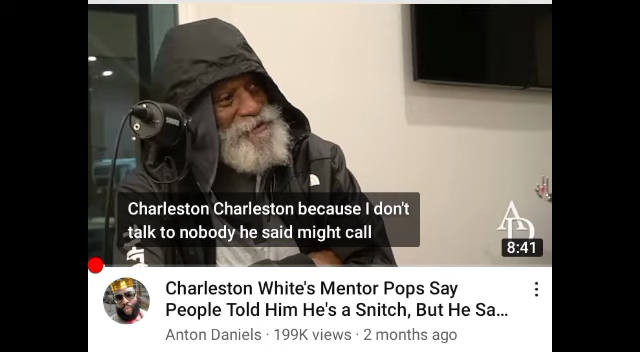 Charleston Charleston because I don't
talk to nobody he said might call
AD
8:41
Charleston White's Mentor Pops Say
People Told Him He's a Snitch, But He Sa...
Anton Daniels · 199K views · 2 months ago